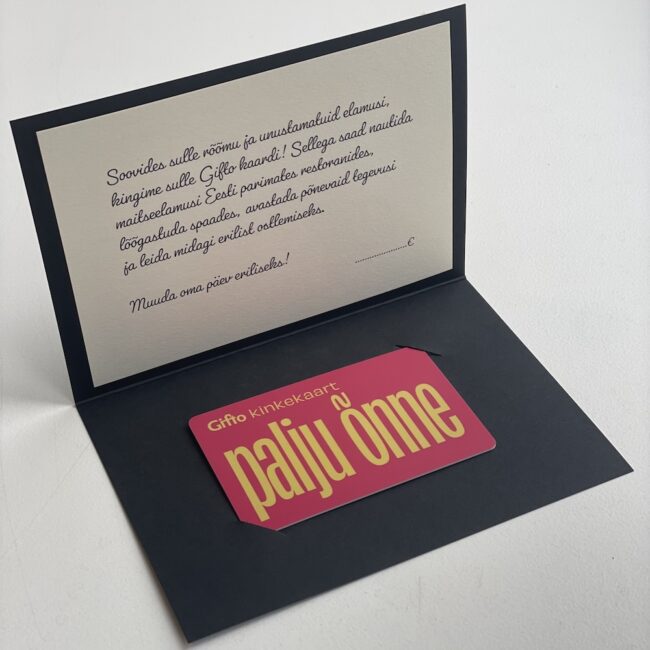 Soovides sulle rõõmu ja unustamatuid elamusi,
kingime sulle Gifto kaardi! Sellega saad nautida
maitseelamusi Eesti parimates restoranides,
lõõgastuda spaades, avastada põnevaid tegevusi
ja leida midagi erilist ostlemiseks.
Muuda oma päev eriliseks!
....................€
Gifto kinkekaart
palju õnne